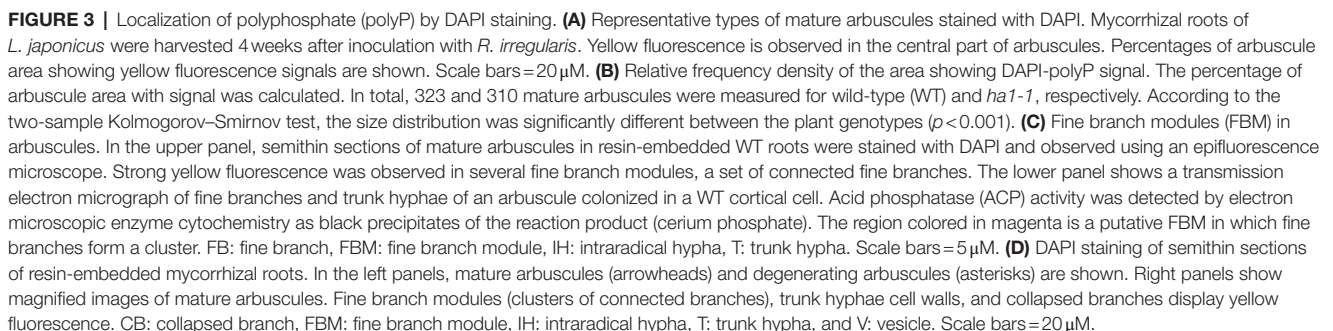 FIGURE 3 | Localization of polyphosphate (polyP) by DAPI staining. (A) Representative types of mature arbuscules stained with DAPI. Mycorrhizal roots of
L. japonicus were harvested 4 weeks after inoculation with R. irregularis. Yellow fluorescence is observed in the central part of arbuscules. Percentages of arbuscule
area showing yellow fluorescence signals are shown. Scale bars = 20 μM. (B) Relative frequency density of the area showing DAPI-polyP signal. The percentage of
arbuscule area with signal was calculated. In total, 323 and 310 mature arbuscules were measured for wild-type (WT) and ha1-1, respectively. According to the
two-sample Kolmogorov–Smirnov test, the size distribution was significantly different between the plant genotypes (p < 0.001). (C) Fine branch modules (FBM) in
arbuscules. In the upper panel, semithin sections of mature arbuscules in resin-embedded WT roots were stained with DAPI and observed using an epifluorescence
microscope. Strong yellow fluorescence was observed in several fine branch modules, a set of connected fine branches. The lower panel shows a transmission
electron micrograph of fine branches and trunk hyphae of an arbuscule colonized in a WT cortical cell. Acid phosphatase (ACP) activity was detected by electron
microscopic enzyme cytochemistry as black precipitates of the reaction product (cerium phosphate). The region colored in magenta is a putative FBM in which fine
branches form a cluster. FB: fine branch, FBM: fine branch module, IH: intraradical hypha, T: trunk hypha. Scale bars = 5 μM. (D) DAPI staining of semithin sections
of resin-embedded mycorrhizal roots. In the left panels, mature arbuscules (arrowheads) and degenerating arbuscules (asterisks) are shown. Right panels show
magnified images of mature arbuscules. Fine branch modules (clusters of connected branches), trunk hyphae cell walls, and collapsed branches display yellow
fluorescence. CB: collapsed branch, FBM: fine branch module, IH: intraradical hypha, T: trunk hypha, and V: vesicle. Scale bars = 20 μM.